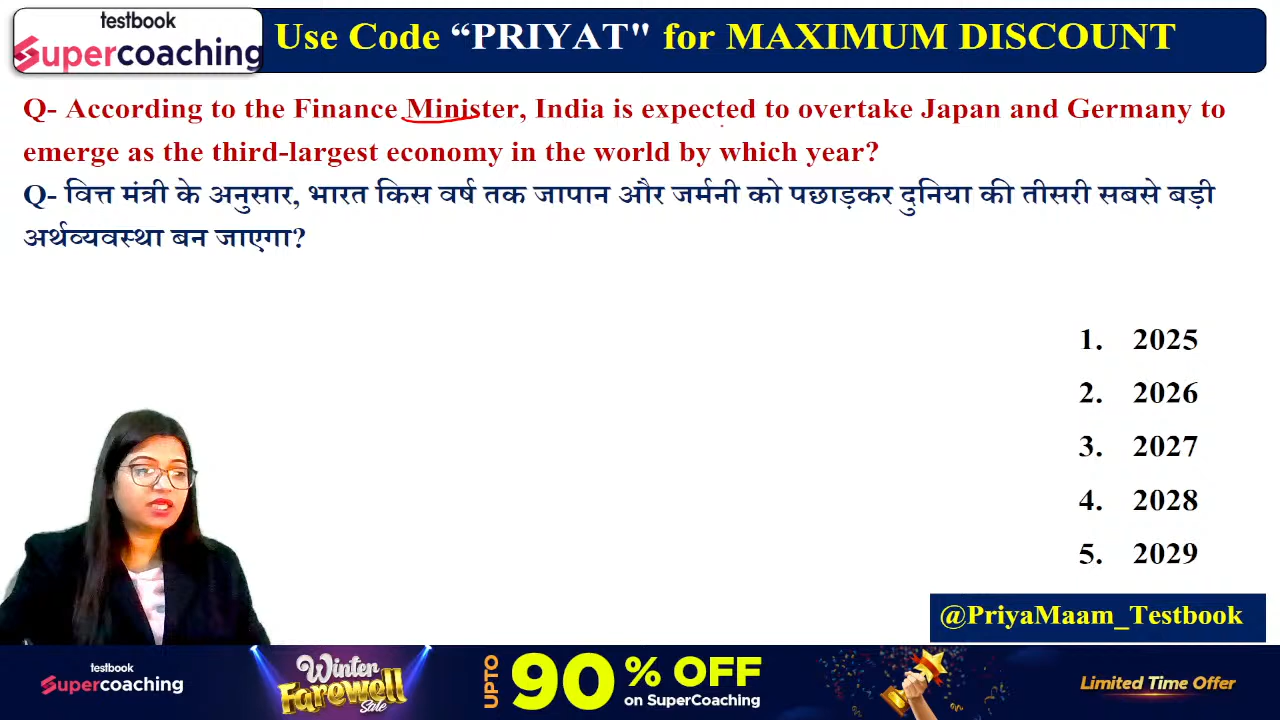 testbook
Supercoaching
Use Code “PRIYAT" for MAXIMUM DISCOUNT
Q- According to the Finance Minister, India is expected to overtake Japan and Germany to
emerge as the third-largest economy in the world by which year?
Q- वित्त मंत्री के अनुसार, भारत किस वर्ष तक जापान और जर्मनी को पछाड़कर दुनिया की तीसरी सबसे बड़ी
अर्थव्यवस्था बन जाएगा?
1. 2025
2. 2026
3. 2027
4. 2028
5. 2029
@PriyaMaam_Testbook
testbook
Supercoaching
Winter
Farewell
Sale
UPTO 90% OFF
on SuperCoaching
Limited Time Offer